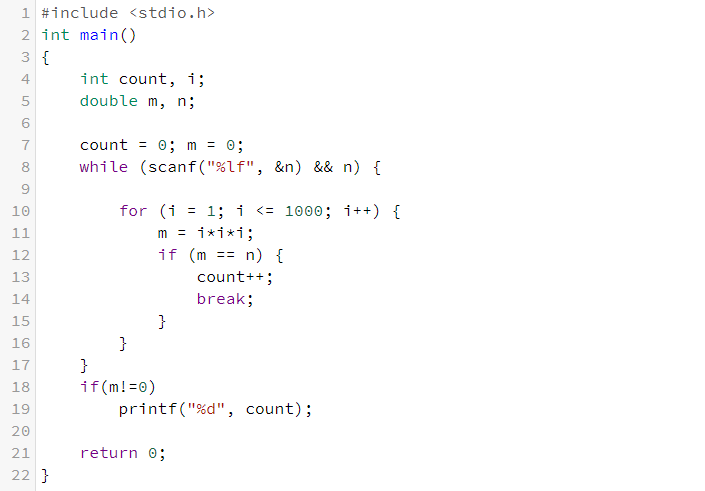 1 #include <stdio.h>
2 int main()
3 {
4     int count, i;
5     double m, n;
6
7     count = 0; m = 0;
8     while (scanf("%lf", &n) && n) {
9
10         for (i = 1; i <= 1000; i++) {
11             m = i*i*i;
12             if (m == n) {
13                 count++;
14                 break;
15             }
16         }
17     }
18     if(m!=0)
19         printf("%d", count);
20
21     return 0;
22 }